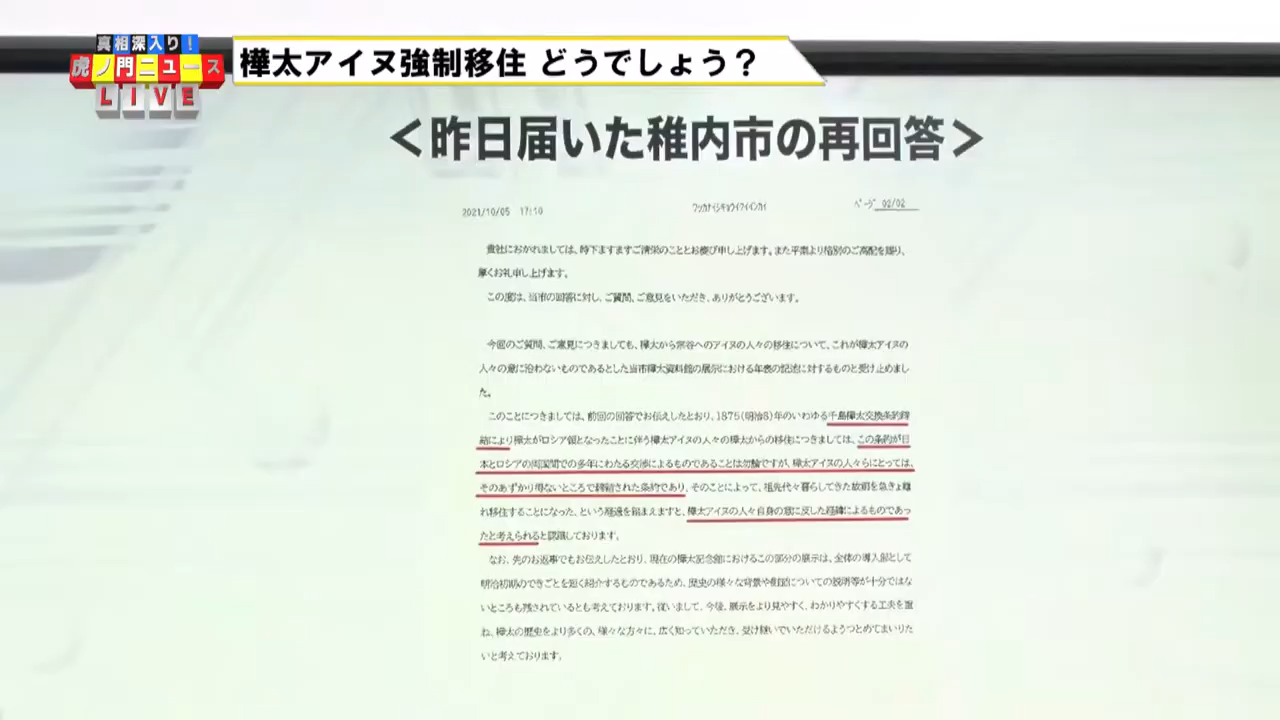 真相深入り!
虎ノ門ニュース
LIVE
樺太アイヌ強制移住 どうでしょう?
<昨日届いた稚内市の再回答>
2021/10/05 17:10
ワッカナイシキョウイクイインカイ
ページ 02/02
貴社におかれましては、時下ますますご清栄のこととお慶び申し上げます。また平素より格別のご高配を賜り、
厚くお礼申し上げます。
この度は、当市の回答に対し、ご質問、ご意見をいただき、ありがとうございます。
今回のご質問、ご意見につきましても、樺太から宗谷へのアイヌの人々の移住について、これが樺太アイヌの
人々の意に沿わないものであるとした当市樺太資料館の展示における年表の記述に対するものと受け止めまし
た。
このことにつきましては、前回の回答でお伝えしたとおり、1875(明治8)年のいわゆる千島樺太交換条約締
結により樺太がロシア領となったことに伴う樺太アイヌの人々の樺太からの移住につきましては、この条約が日
本とロシアの両国間での多年にわたる交渉によるものであることは勿論ですが、樺太アイヌの人々らにとっては、
そのあずかり得ないところで締結された条約であり、そのことによって、祖先代々暮らしてきた故郷を急きょ離
れ移住することになった、という経過を踏まえますと、樺太アイヌの人々自身の意に反した経緯によるものであっ
たと考えられると認識しております。
なお、先のお返事でもお伝えしたとおり、現在の樺太記念館におけるこの部分の展示は、全体の導入部として
明治初期のできごとを短く紹介するものであるため、歴史の様々な背景や経緯についての説明等が十分ではな
いところも残されているとも考えております。従いまして、今後、展示をより見やすく、わかりやすくする工夫を重
ね、樺太の歴史をより多くの、様々な方々に、広く知っていただき、受け継いでいただけるようつとめてまいりた
いと考えております。